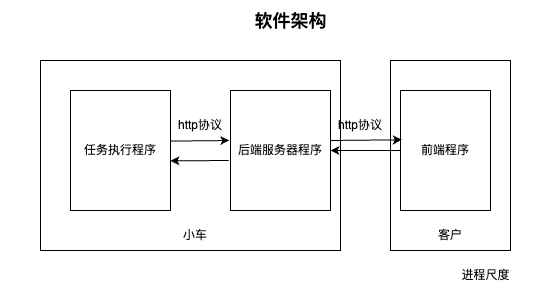 软件架构
http协议
http协议
任务执行程序
后端服务器程序
前端程序
小车
客户
进程尺度